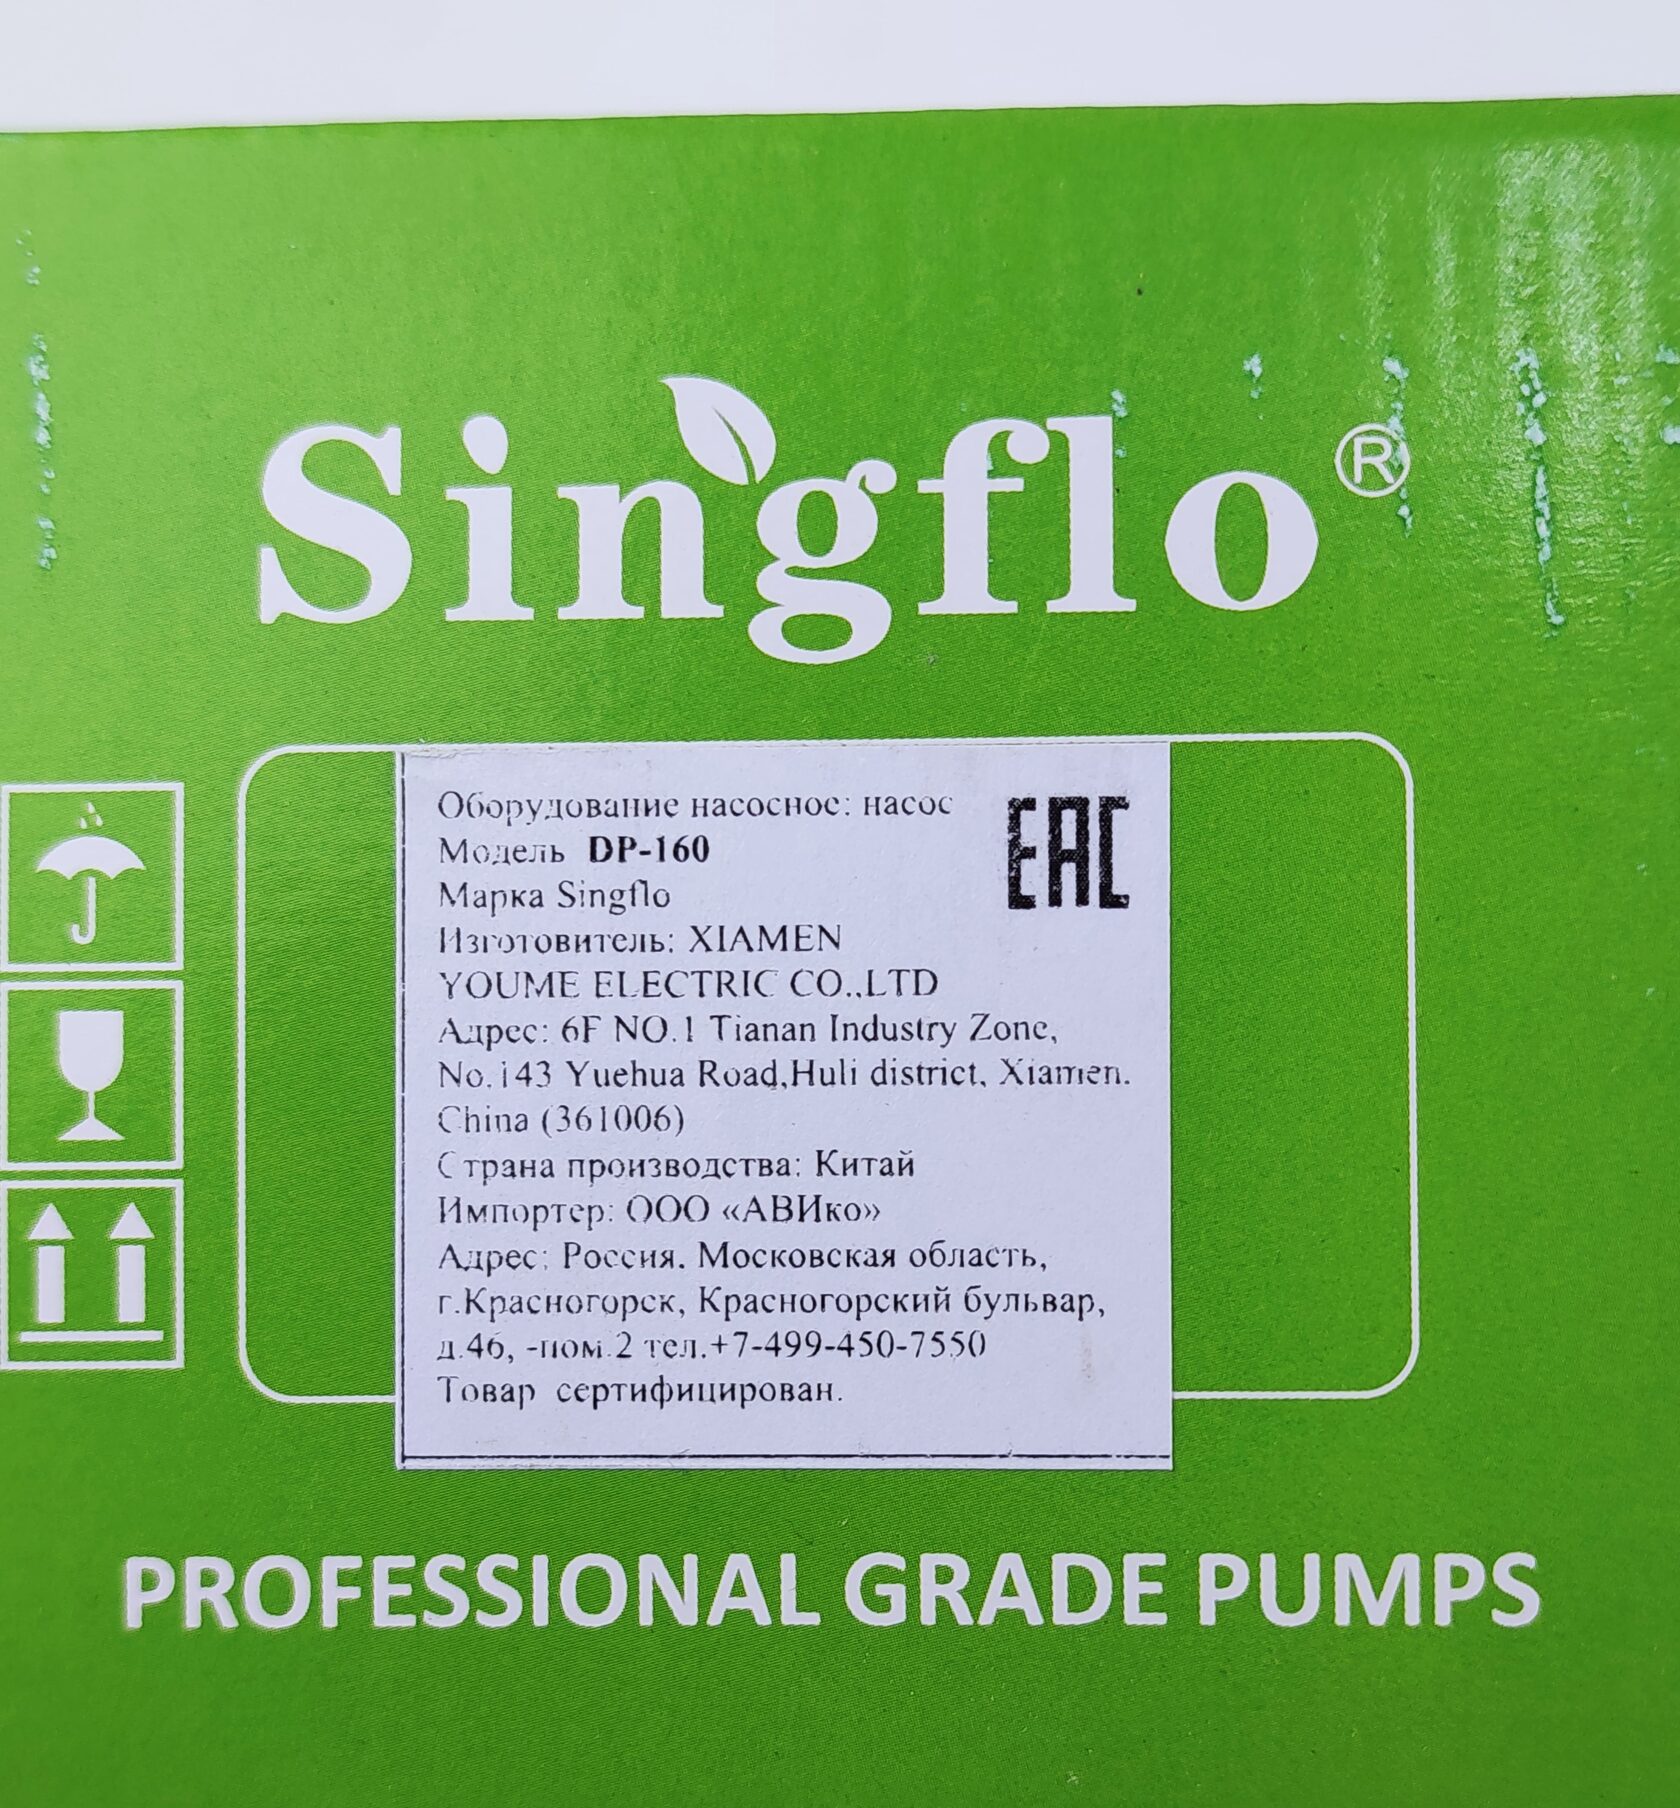 Singflo®
Оборудование насосное: насос
EAC
Модель DP-160
Марка Singflo
Изготовитель: XIAMEN
YOUME ELECTRIC CO.,LTD
Адрес: 6F NO.1 Tianan Industry Zone,
No.143 Yuehua Road,Huli district, Xiamen.
China (361006)
Страна производства: Китай
Импортер: ООО «АВИко»
Адрес: Россия. Московская область,
г.Красногорск, Красногорский бульвар,
д.46, -пом.2 тел.+7-499-450-7550
Товар сертифицирован.
PROFESSIONAL GRADE PUMPS